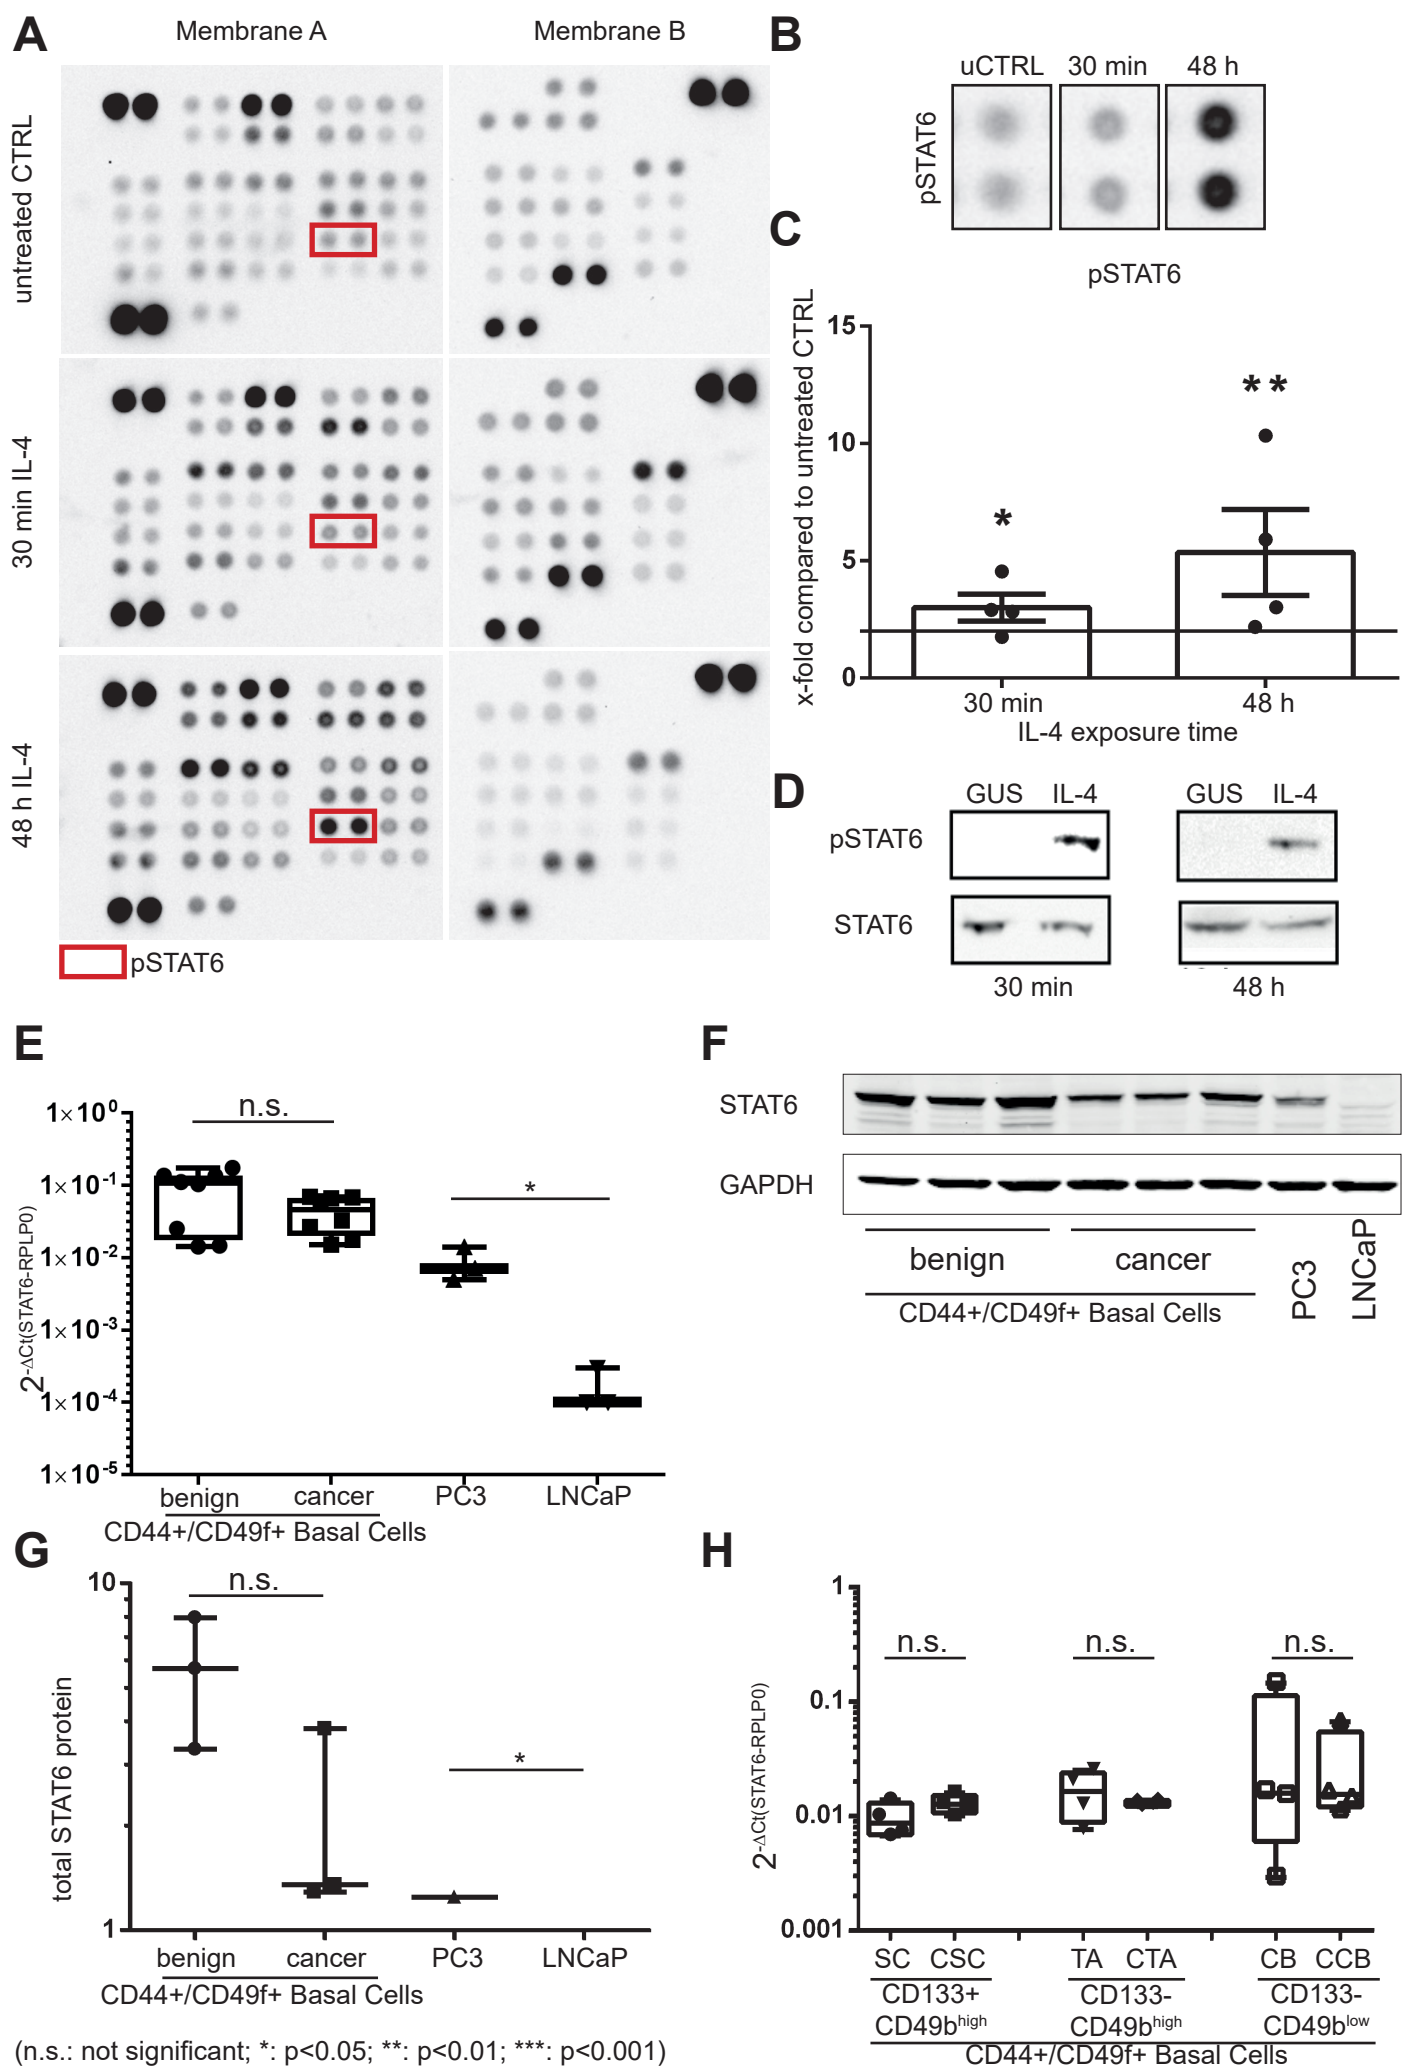 A
Membrane A
Membrane B
untreated CTRL
30 min IL-4
48 h IL-4
pSTAT6
B
uCTRL 30 min 48 h
pSTAT6
C
pSTAT6
x-fold compared to untreated CTRL
15
10
5
0
*
**
30 min
48 h
IL-4 exposure time
D
GUS IL-4
GUS IL-4
pSTAT6
STAT6
30 min
48 h
E
2-ΔCt(STAT6-RPLP0)
1×10⁰
1×10⁻¹
1×10⁻²
1×10⁻³
1×10⁻⁴
1×10⁻⁵
n.s.
*
benign cancer PC3 LNCaP
CD44+/CD49f+ Basal Cells
F
STAT6
GAPDH
benign
cancer
PC3
LNCaP
CD44+/CD49f+ Basal Cells
G
total STAT6 protein
10
1
n.s.
*
benign cancer PC3 LNCaP
CD44+/CD49f+ Basal Cells
H
2-ΔCt(STAT6-RPLP0)
1
0.1
0.01
0.001
n.s.
n.s.
n.s.
SC CSC TA CTA CB CCB
CD133+ CD133- CD133-
CD49bhigh CD49bhigh CD49blow
CD44+/CD49f+ Basal Cells
(n.s.: not significant; *: p<0.05; **: p<0.01; ***: p<0.001)